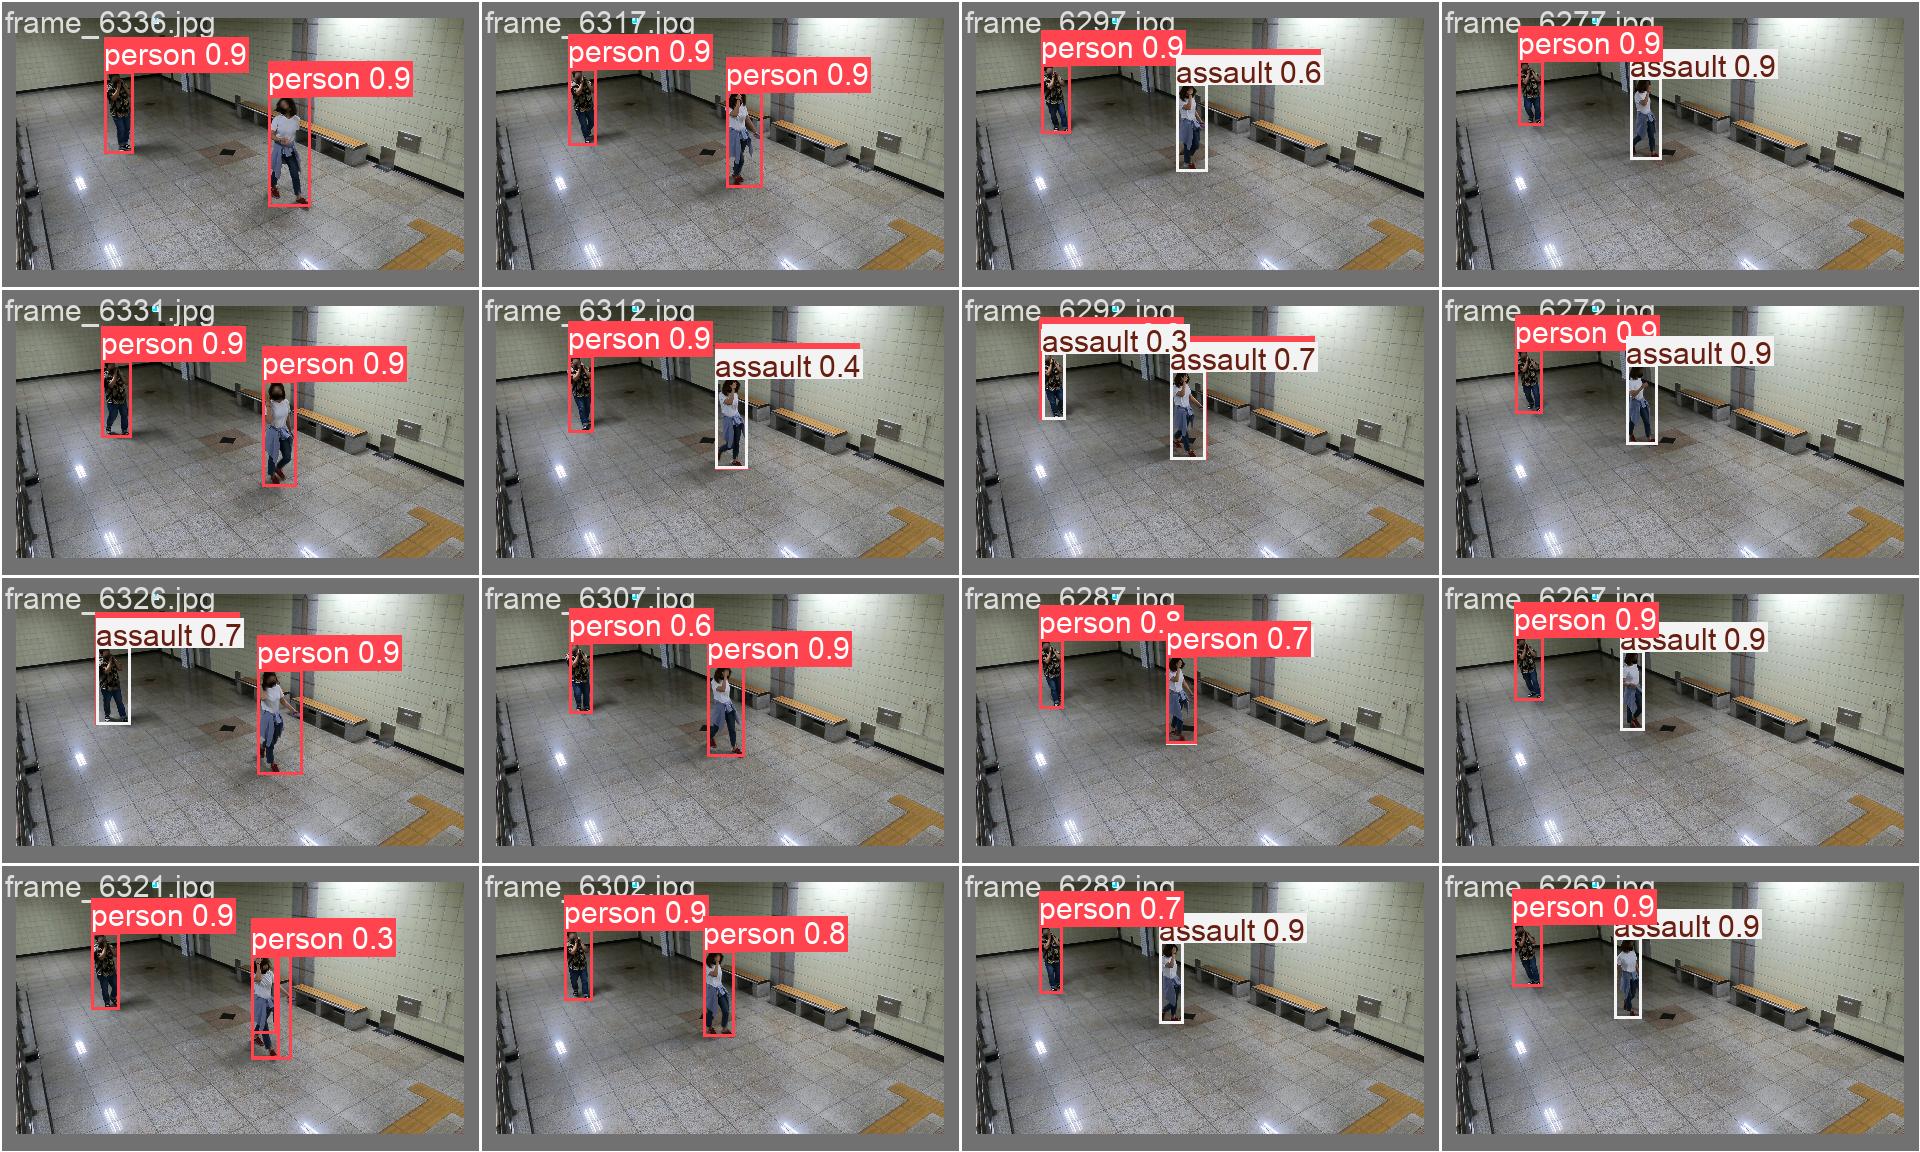 frame_6336.jpg
person 0.9
person 0.9
frame_6317.jpg
person 0.9
person 0.9
frame_6297.jpg
person 0.9
assault 0.6
frame_6277.jpg
person 0.9
assault 0.9
frame_6331.jpg
person 0.9
person 0.9
frame_6312.jpg
person 0.9
assault 0.4
frame_6292.jpg
assault 0.3
assault 0.7
frame_6272.jpg
person 0.9
assault 0.9
frame_6326.jpg
assault 0.7
person 0.9
frame_6307.jpg
person 0.6
person 0.9
frame_6287.jpg
person 0.8
person 0.7
frame_6267.jpg
person 0.9
assault 0.9
frame_6321.jpg
person 0.9
person 0.3
frame_6302.jpg
person 0.9
person 0.8
frame_6282.jpg
person 0.7
assault 0.9
frame_6262.jpg
person 0.9
assault 0.9